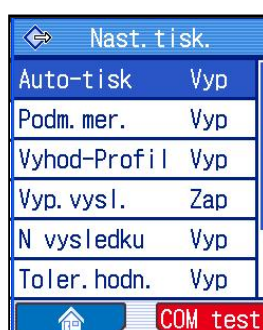 Nast.tisk.
Auto-tisk Vyp
Podm.mer. Vyp
Vyhod-Profil Vyp
Vyp.vysl. Zap
N vysledku Vyp
Toler.hodn. Vyp
COM test